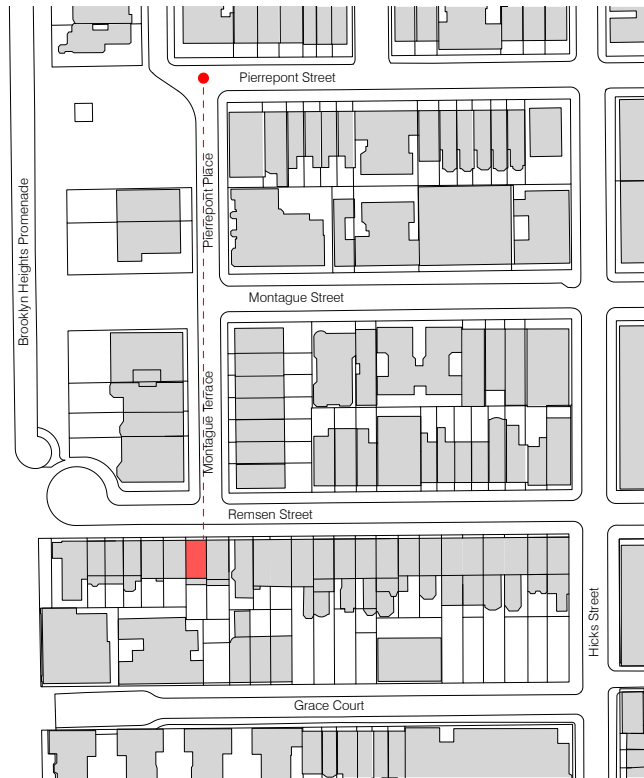 Pierrepont Street
Pierrepont Place
Brooklyn Heights Promenade
Montague Street
Montague Terrace
Remsen Street
Hicks Street
Grace Court